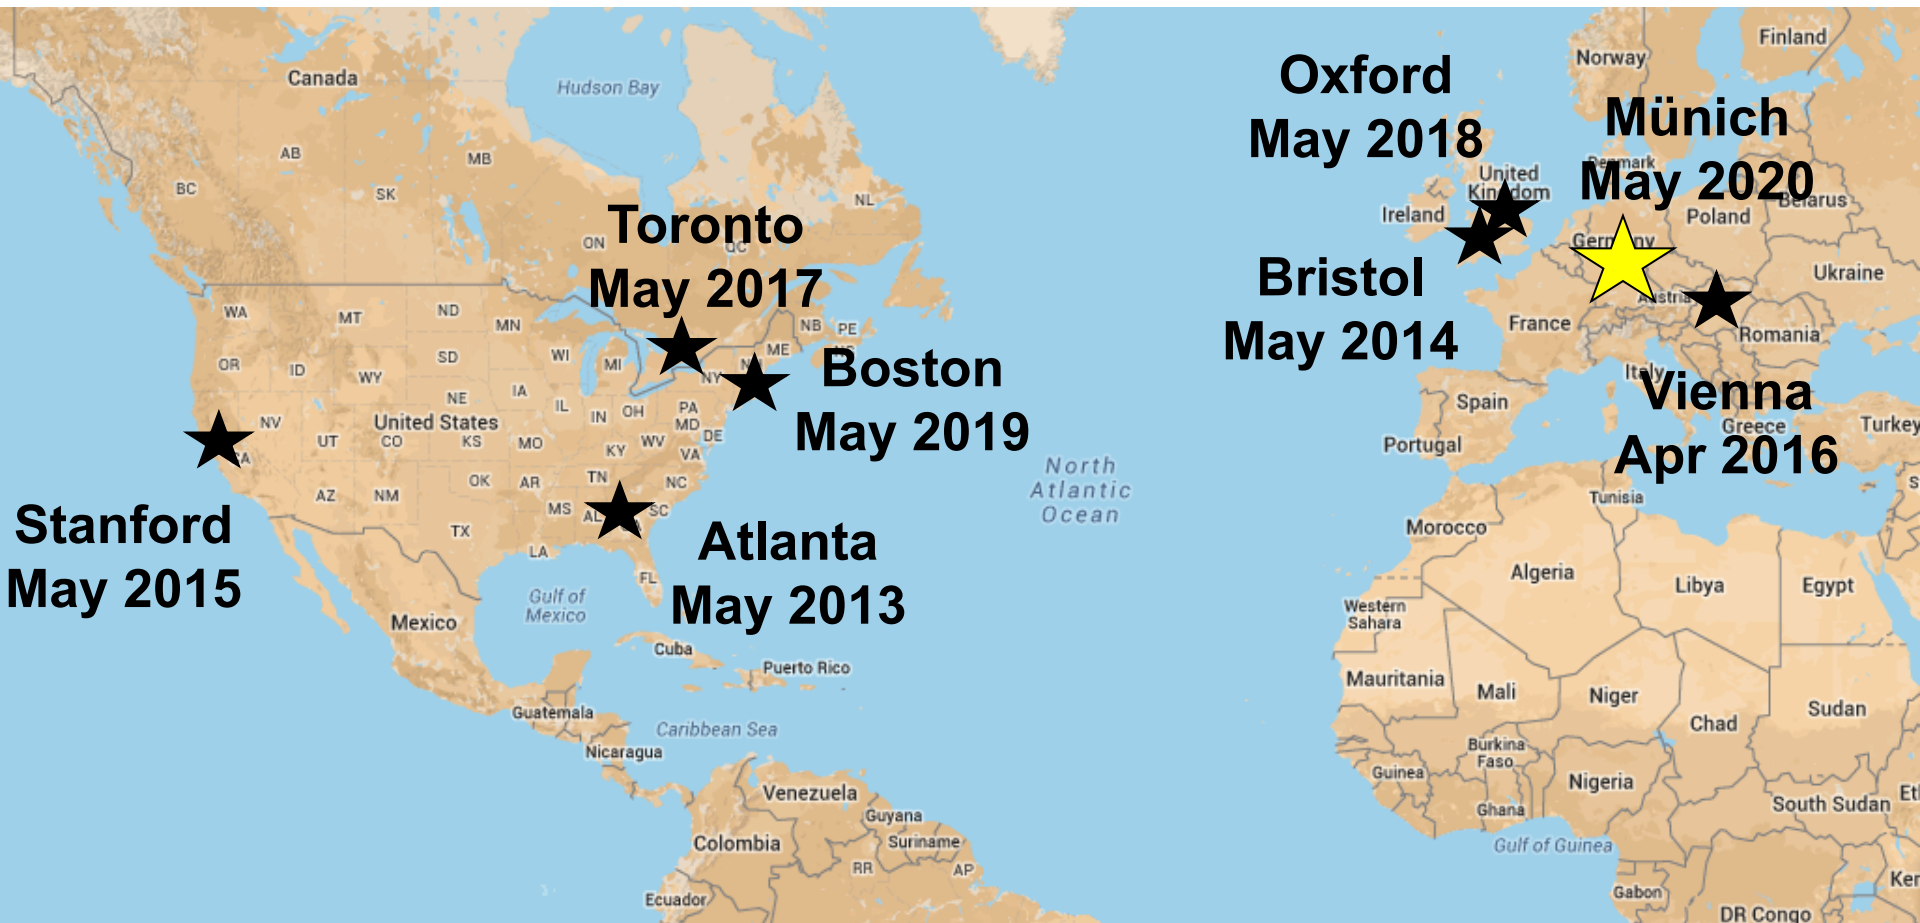 Finland
Norway
Canada
Hudson Bay
Oxford
May 2018
Münich
May 2020
Denmark
United
Kingdom
Ireland
Belarus
Poland
Germany
AB
MB
BC
SK
NL
ON
QC
Toronto
May 2017
Bristol
May 2014
Ukraine
Austria
France
Romania
Italy
WA
MT
ND
MN
NB
PE
OR
ID
SD
WY
WI
MI
ME
NY
Boston
May 2019
NE
IA
NV
UT
United States
CO
KS
IL
IN
OH
PA
MD
DE
MO
KY
WV
VA
Spain
Portugal
Vienna
Apr 2016
Greece
Turkey
North
Atlantic
Ocean
CA
AZ
NM
OK
AR
TN
NC
MS
AL
GA
SC
TX
LA
FL
Stanford
May 2015
Atlanta
May 2013
Tunisia
Morocco
Algeria
Libya
Egypt
Western
Sahara
Gulf of
Mexico
Mexico
Cuba
Puerto Rico
Mauritania
Mali
Niger
Chad
Sudan
Guatemala
Caribbean Sea
Nicaragua
Burkina
Faso
Guinea
Nigeria
Ghana
South Sudan
Et
Venezuela
Guyana
Suriname
Colombia
RR
AP
Gulf of Guinea
Ecuador
Gabon
Ker
DR Congo